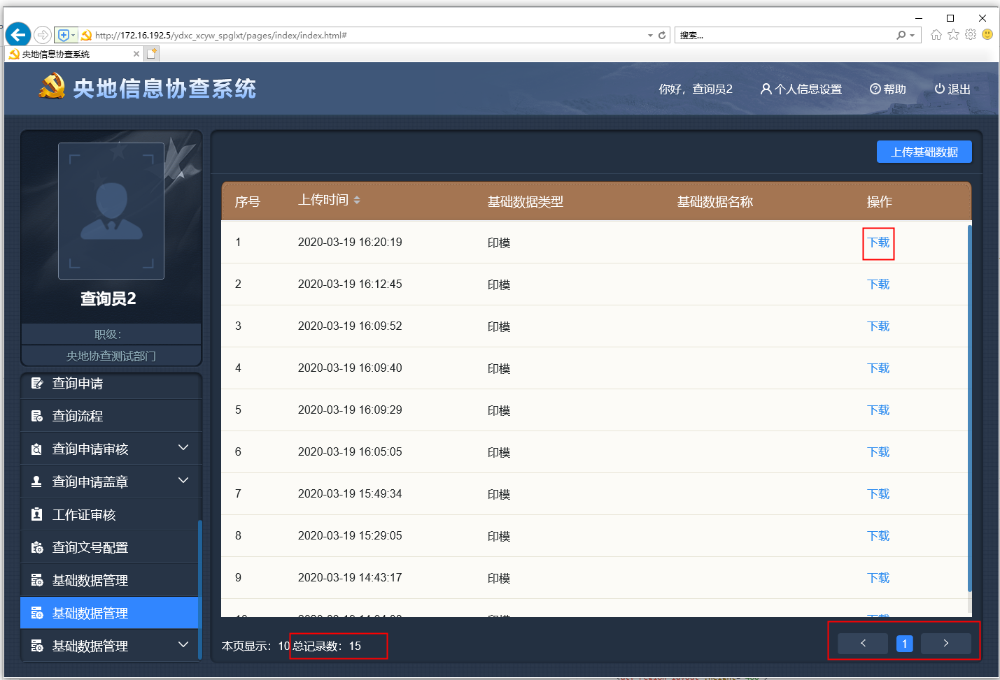 http://172.16.192.5/ydxc_xcyw_spglxt/pages/index/index.html#
搜索...
央地信息协查系统
央地信息协查系统
你好，查询员2
个人信息设置
帮助
退出
上传基础数据
查询员2
职级：
央地协查测试部门
查询申请
查询流程
查询申请审核
查询申请盖章
工作证审核
查询文号配置
基础数据管理
基础数据管理
基础数据管理
序号 上传时间 基础数据类型 基础数据名称 操作
1 2020-03-19 16:20:19 印模 下载
2 2020-03-19 16:12:45 印模 下载
3 2020-03-19 16:09:52 印模 下载
4 2020-03-19 16:09:40 印模 下载
5 2020-03-19 16:09:29 印模 下载
6 2020-03-19 16:05:05 印模 下载
7 2020-03-19 15:49:34 印模 下载
8 2020-03-19 15:29:05 印模 下载
9 2020-03-19 14:43:17 印模 下载
本页显示：10 总记录数：15
< 1 >